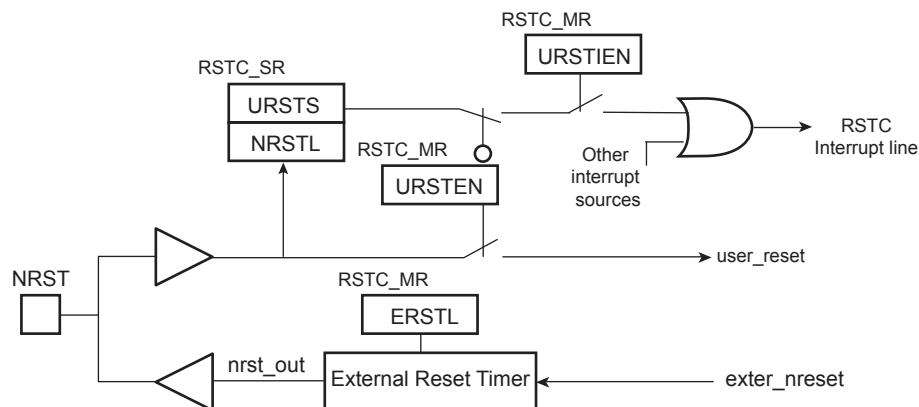 RSTC_MR
URSTIEN
RSTC_SR
URSTS
NRSTL
RSTC_MR
URSTEN
Other
interrupt
sources
RSTC
Interrupt line
user_reset
NRST
RSTC_MR
ERSTL
nrst_out
External Reset Timer
exter_nreset